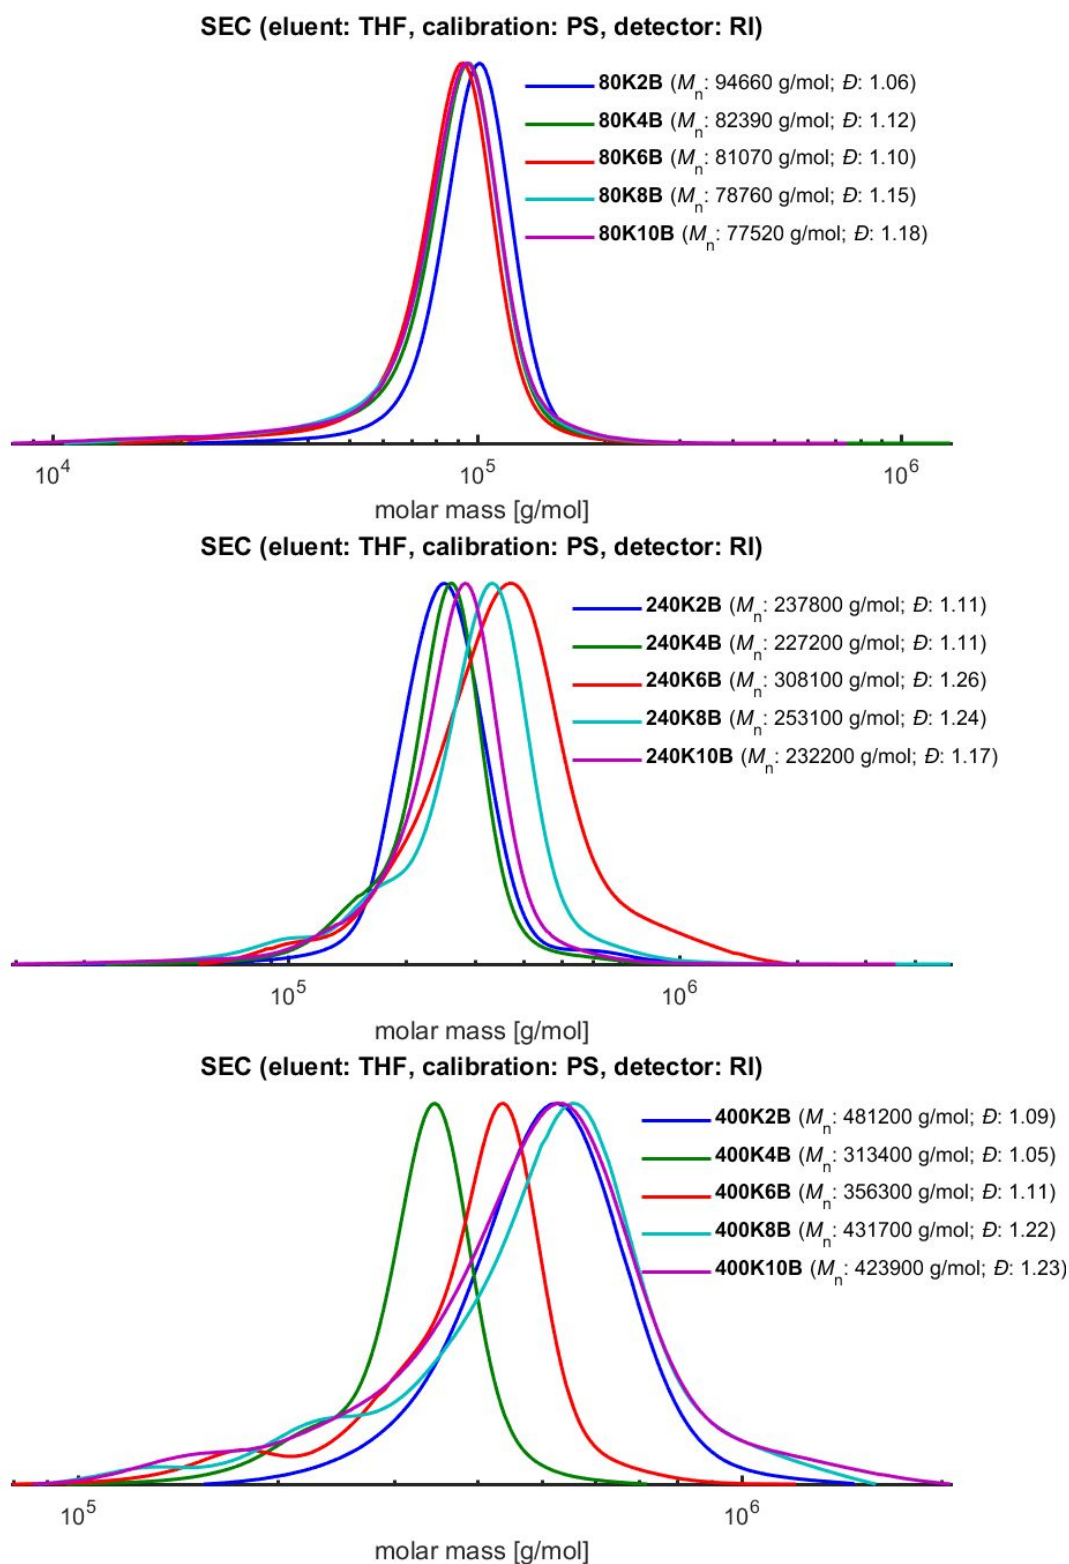 SEC (eluent: THF, calibration: PS, detector: RI)
80K2B (Mn: 94660 g/mol; Đ: 1.06)
80K4B (Mn: 82390 g/mol; Đ: 1.12)
80K6B (Mn: 81070 g/mol; Đ: 1.10)
80K8B (Mn: 78760 g/mol; Đ: 1.15)
80K10B (Mn: 77520 g/mol; Đ: 1.18)
10^4 10^5 10^6
molar mass [g/mol]
SEC (eluent: THF, calibration: PS, detector: RI)
240K2B (Mn: 237800 g/mol; Đ: 1.11)
240K4B (Mn: 227200 g/mol; Đ: 1.11)
240K6B (Mn: 308100 g/mol; Đ: 1.26)
240K8B (Mn: 253100 g/mol; Đ: 1.24)
240K10B (Mn: 232200 g/mol; Đ: 1.17)
10^5 10^6
molar mass [g/mol]
SEC (eluent: THF, calibration: PS, detector: RI)
400K2B (Mn: 481200 g/mol; Đ: 1.09)
400K4B (Mn: 313400 g/mol; Đ: 1.05)
400K6B (Mn: 356300 g/mol; Đ: 1.11)
400K8B (Mn: 431700 g/mol; Đ: 1.22)
400K10B (Mn: 423900 g/mol; Đ: 1.23)
10^5 10^6
molar mass [g/mol]